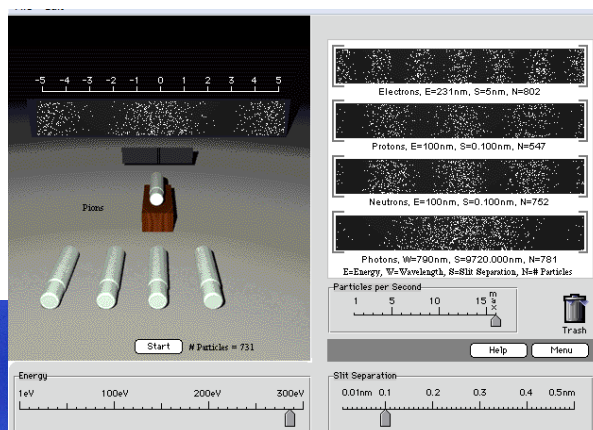 -5 -4 -3 -2 -1 0 1 2 3 4 5
Pions
Start # Particles = 731
Electrons, E=231nm, S=5nm, N=802
Protons, E=100nm, S=0.100nm, N=547
Neutrons, E=100nm, S=0.100nm, N=752
Photons, W=790nm, S=9720.000nm, N=781
E=Energy, W=Wavelength, S=Slit Separation, N=# Particles
Particles per Second
1 5 10 15 max
Trash
Help Menu
Energy
1eV 100eV 200eV 300eV
Slit Separation
0.01nm 0.1 0.2 0.3 0.4 0.5nm